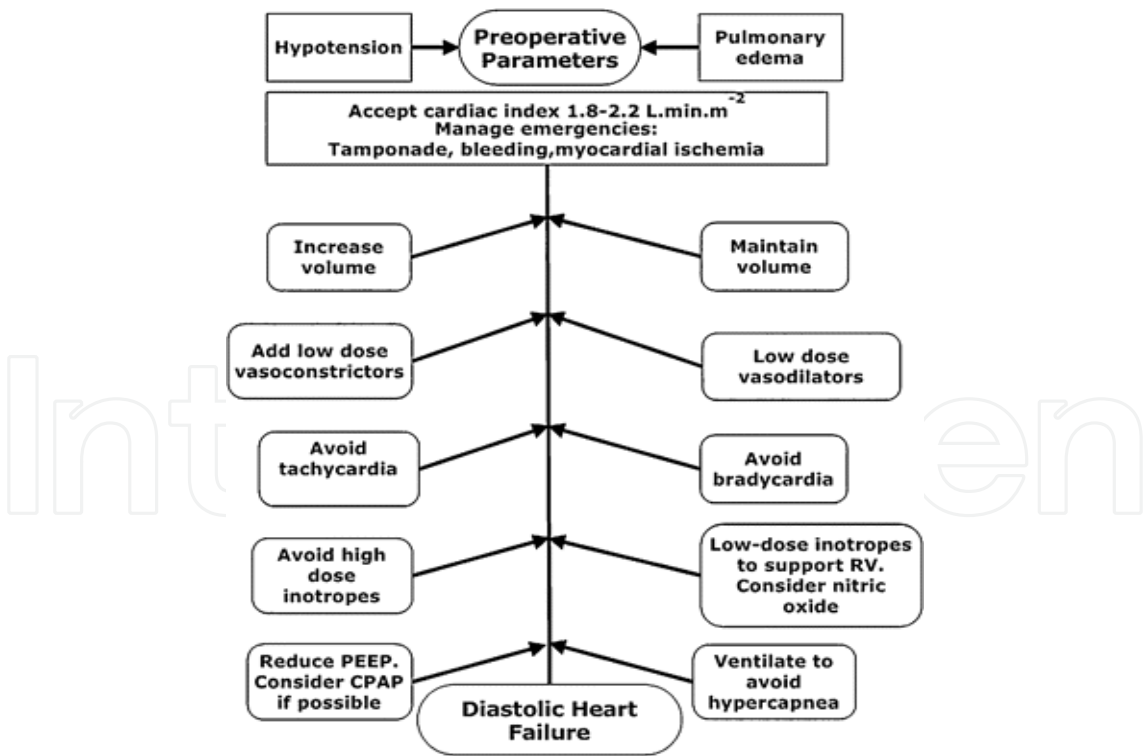 Hypotension
Preoperative
Parameters
Pulmonary
edema
Accept cardiac index 1.8-2.2 L.min.m⁻²
Manage emergencies:
Tamponade, bleeding,myocardial ischemia
Increase
volume
Maintain
volume
Add low dose
vasoconstrictors
Low dose
vasodilators
Avoid
tachycardia
Avoid
bradycardia
Avoid high
dose
inotropes
Low-dose inotropes
to support RV.
Consider nitric
oxide
Reduce PEEP.
Consider CPAP
if possible
Ventilate to
avoid
hypercapnea
Diastolic Heart
Failure
Int
en